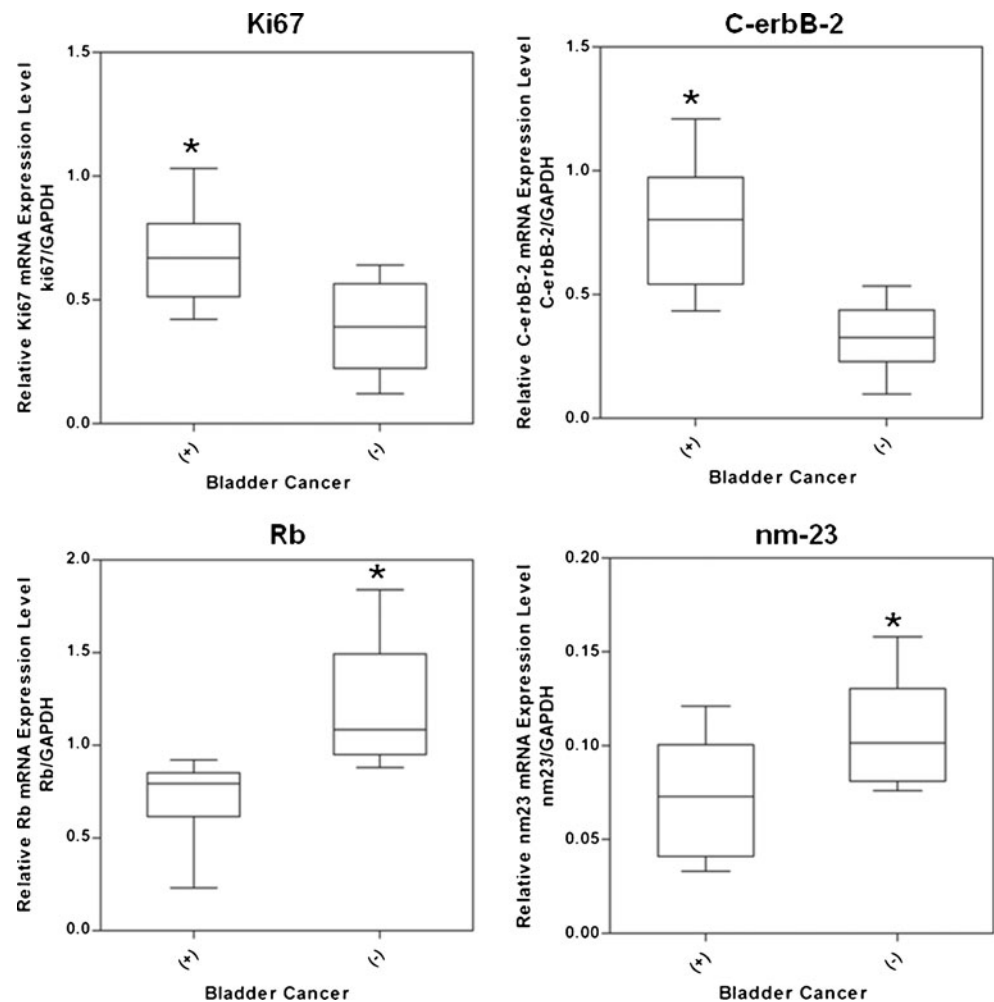 Ki67
Relative Ki67 mRNA Expression Level
ki67/GAPDH
1.5
1.0
0.5
0.0
*
(+)
(-)
Bladder Cancer
C-erbB-2
Relative C-erbB-2 mRNA Expression Level
C-erbB-2/GAPDH
1.5
1.0
0.5
0.0
*
(+)
(-)
Bladder Cancer
Rb
Relative Rb mRNA Expression Level
Rb/GAPDH
2.0
1.5
1.0
0.5
0.0
*
(+)
(-)
Bladder Cancer
nm-23
Relative nm23 mRNA Expression Level
nm23/GAPDH
0.20
0.15
0.10
0.05
0.00
*
(+)
(-)
Bladder Cancer